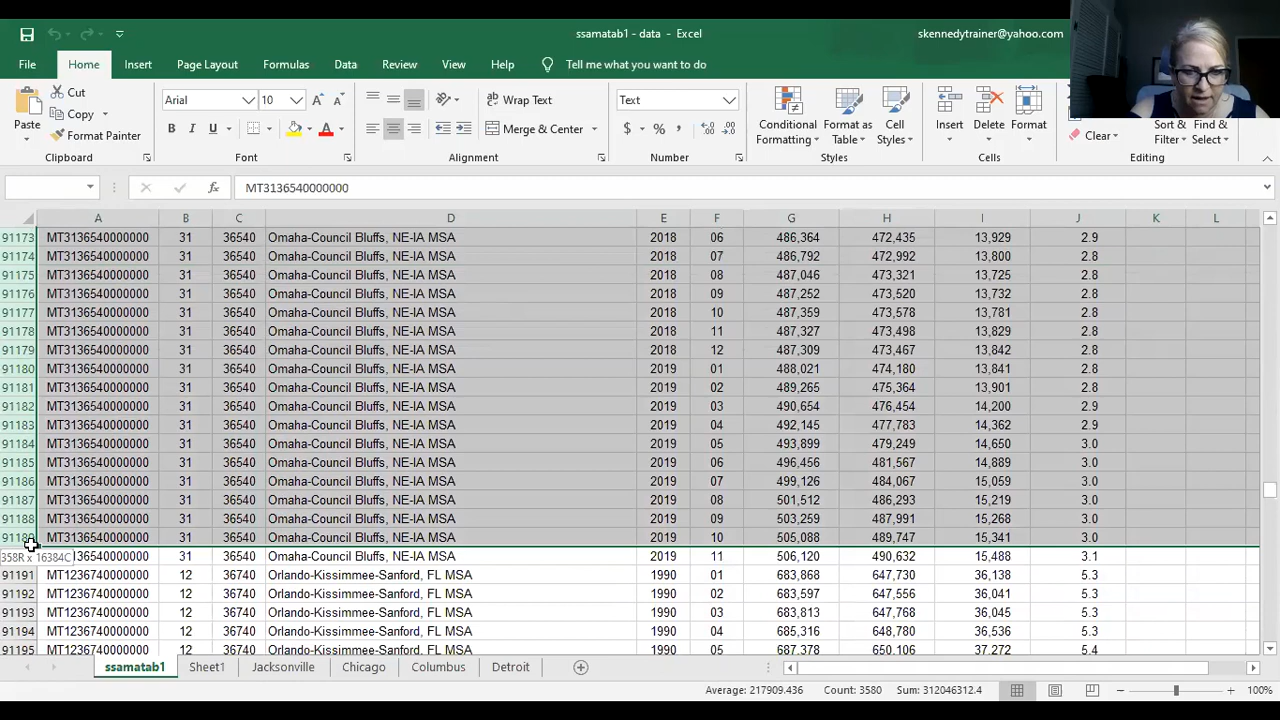 ssamatab1 - data - Excel
skennedytrainer@yahoo.com
File Home Insert Page Layout Formulas Data Review View Help Tell me what you want to do
Paste
Cut
Copy
Format Painter
Clipboard
Arial 10
B I U A
Font
Wrap Text
Merge & Center
Alignment
Text
$ % ,
Number
Conditional Formatting
Format as Table
Cell Styles
Styles
Insert Delete Format
Cells
Clear
Sort & Filter
Find & Select
Editing
fx MT3136540000000
A B C D E F G H I J K L
91173 MT3136540000000 31 36540 Omaha-Council Bluffs, NE-IA MSA 2018 06 486,364 472,435 13,929 2.9
91174 MT3136540000000 31 36540 Omaha-Council Bluffs, NE-IA MSA 2018 07 486,792 472,992 13,800 2.8
91175 MT3136540000000 31 36540 Omaha-Council Bluffs, NE-IA MSA 2018 08 487,046 473,321 13,725 2.8
91176 MT3136540000000 31 36540 Omaha-Council Bluffs, NE-IA MSA 2018 09 487,252 473,520 13,732 2.8
91177 MT3136540000000 31 36540 Omaha-Council Bluffs, NE-IA MSA 2018 10 487,359 473,578 13,781 2.8
91178 MT3136540000000 31 36540 Omaha-Council Bluffs, NE-IA MSA 2018 11 487,327 473,498 13,829 2.8
91179 MT3136540000000 31 36540 Omaha-Council Bluffs, NE-IA MSA 2018 12 487,309 473,467 13,842 2.8
91180 MT3136540000000 31 36540 Omaha-Council Bluffs, NE-IA MSA 2019 01 488,021 474,180 13,841 2.8
91181 MT3136540000000 31 36540 Omaha-Council Bluffs, NE-IA MSA 2019 02 489,265 475,364 13,901 2.8
91182 MT3136540000000 31 36540 Omaha-Council Bluffs, NE-IA MSA 2019 03 490,654 476,454 14,200 2.9
91183 MT3136540000000 31 36540 Omaha-Council Bluffs, NE-IA MSA 2019 04 492,145 477,783 14,362 2.9
91184 MT3136540000000 31 36540 Omaha-Council Bluffs, NE-IA MSA 2019 05 493,899 479,249 14,650 3.0
91185 MT3136540000000 31 36540 Omaha-Council Bluffs, NE-IA MSA 2019 06 496,456 481,567 14,889 3.0
91186 MT3136540000000 31 36540 Omaha-Council Bluffs, NE-IA MSA 2019 07 499,126 484,067 15,059 3.0
91187 MT3136540000000 31 36540 Omaha-Council Bluffs, NE-IA MSA 2019 08 501,512 486,293 15,219 3.0
91188 MT3136540000000 31 36540 Omaha-Council Bluffs, NE-IA MSA 2019 09 503,259 487,991 15,268 3.0
MT3136540000000 31 36540 Omaha-Council Bluffs, NE-IA MSA 2019 10 505,088 489,747 15,341 3.0
358R x 16384C 31 36540 Omaha-Council Bluffs, NE-IA MSA 2019 11 506,120 490,632 15,488 3.1
91191 MT1236740000000 12 36740 Orlando-Kissimmee-Sanford, FL MSA 1990 01 683,868 647,730 36,138 5.3
91192 MT1236740000000 12 36740 Orlando-Kissimmee-Sanford, FL MSA 1990 02 683,597 647,556 36,041 5.3
91193 MT1236740000000 12 36740 Orlando-Kissimmee-Sanford, FL MSA 1990 03 683,813 647,768 36,045 5.3
91194 MT1236740000000 12 36740 Orlando-Kissimmee-Sanford, FL MSA 1990 04 685,316 648,780 36,536 5.3
91195 MT1236740000000 12 36740 Orlando-Kissimmee-Sanford, FL MSA 1990 05 687,378 650,106 37,272 5.4
ssamatab1 Sheet1 Jacksonville Chicago Columbus Detroit
Average: 217909.436 Count: 3580 Sum: 312046312.4 100%